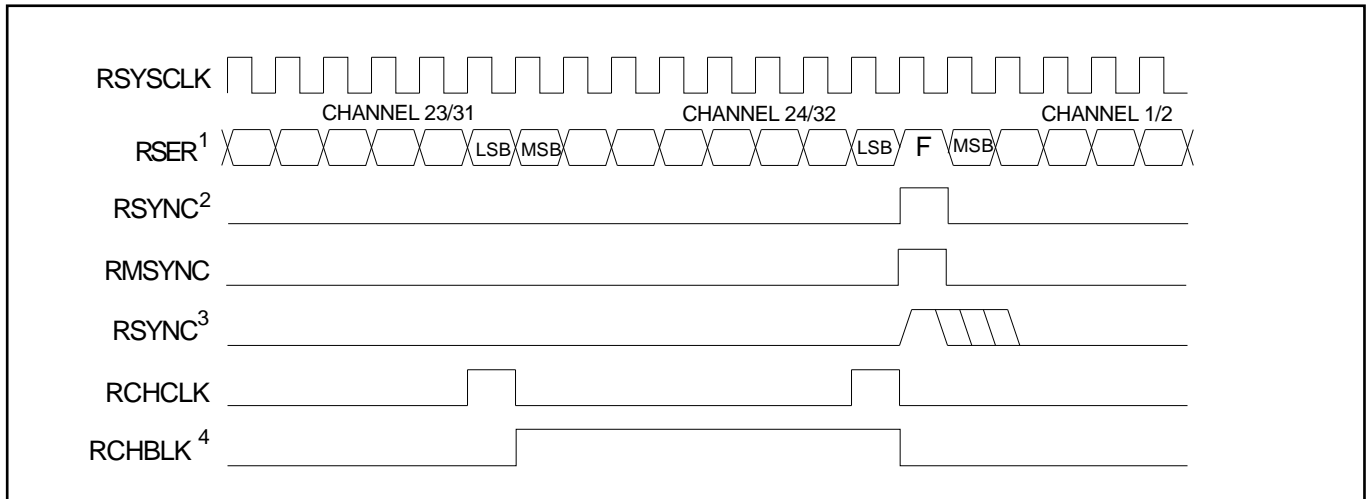 RSYSCLK
CHANNEL 23/31 CHANNEL 24/32 CHANNEL 1/2
RSER1 LSB MSB LSB F MSB
RSYNC2
RMSYNC
RSYNC3
RCHCLK
RCHBLK 4